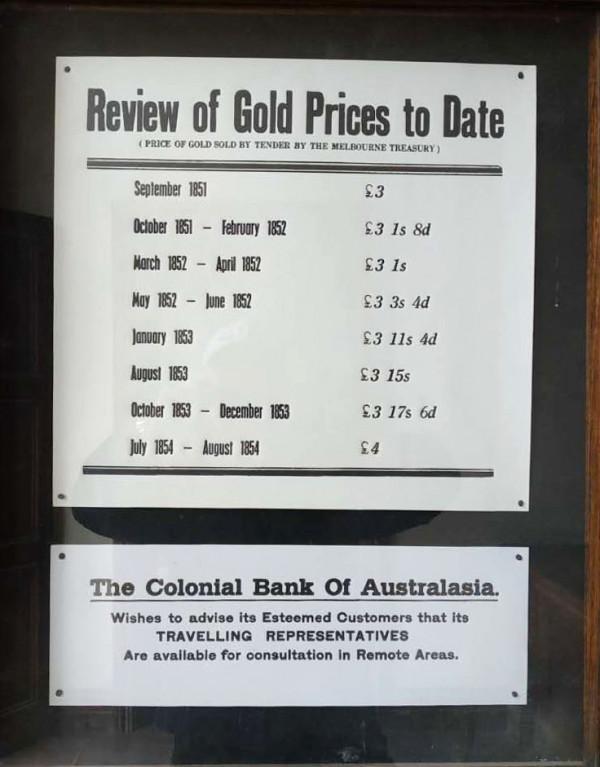 Review of Gold Prices to Date
( PRICE OF GOLD SOLD BY TENDER BY THE MELBOURNE TREASURY )
September 1851 £3
October 1851 – February 1852 £3 1s 8d
March 1852 – April 1852 £3 1s
May 1852 – June 1852 £3 3s 4d
January 1853 £3 11s 4d
August 1853 £3 15s
October 1853 – December 1853 £3 17s 6d
July 1854 – August 1854 £4
The Colonial Bank Of Australasia.
Wishes to advise its Esteemed Customers that its
TRAVELLING REPRESENTATIVES
Are available for consultation in Remote Areas.